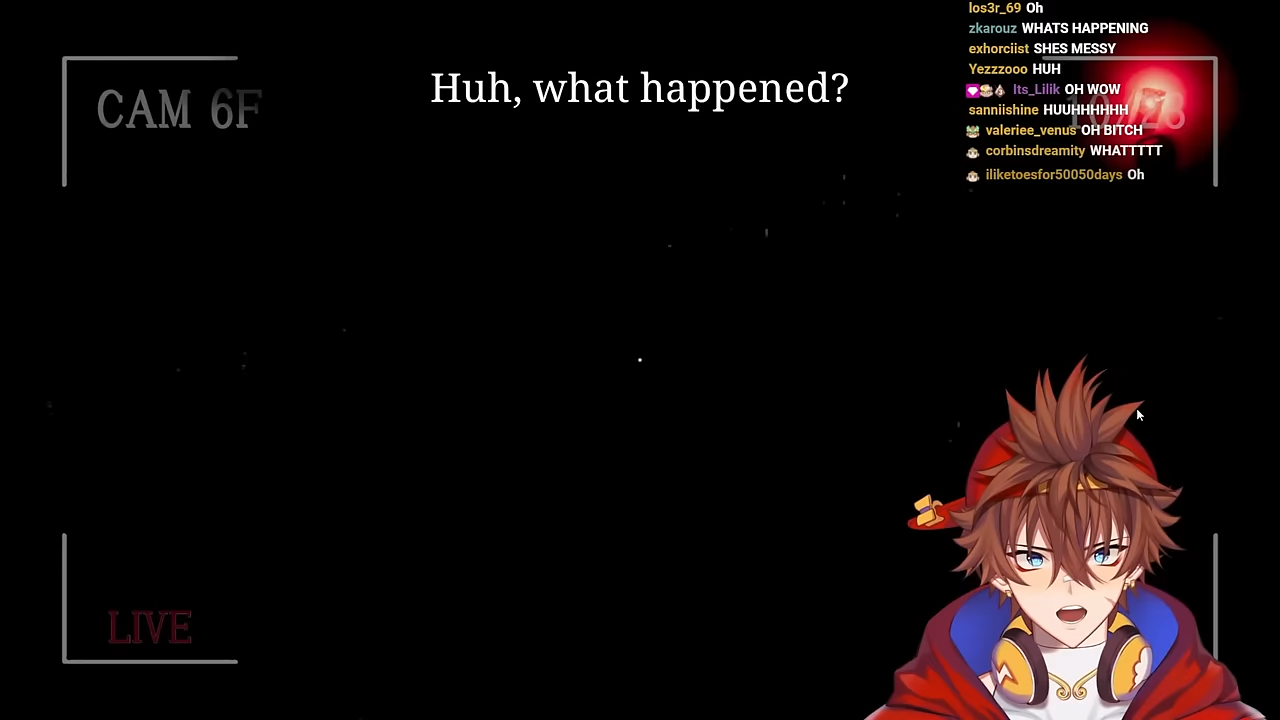 los3r_69 Oh
zkarouz WHATS HAPPENING
exhorciist SHES MESSY
Yezzzooo HUH
Its_Lilik OH WOW
sanniishine HUUHHHHHH
valeriee_venus OH BITCH
corbinsdreamity WHATTTTT
iliketoesfor50050days Oh
Huh, what happened?
CAM 6F
LIVE